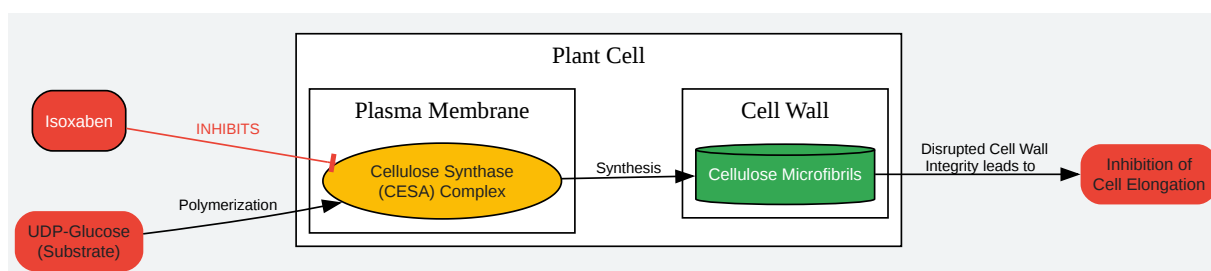 Plant Cell
Plasma Membrane
Cell Wall
Isoxaben
INHIBITS
Cellulose Synthase
(CESA) Complex
Synthesis
Cellulose Microfibrils
Disrupted Cell Wall
Integrity leads to
Inhibition of
Cell Elongation
Polymerization
UDP-Glucose
(Substrate)